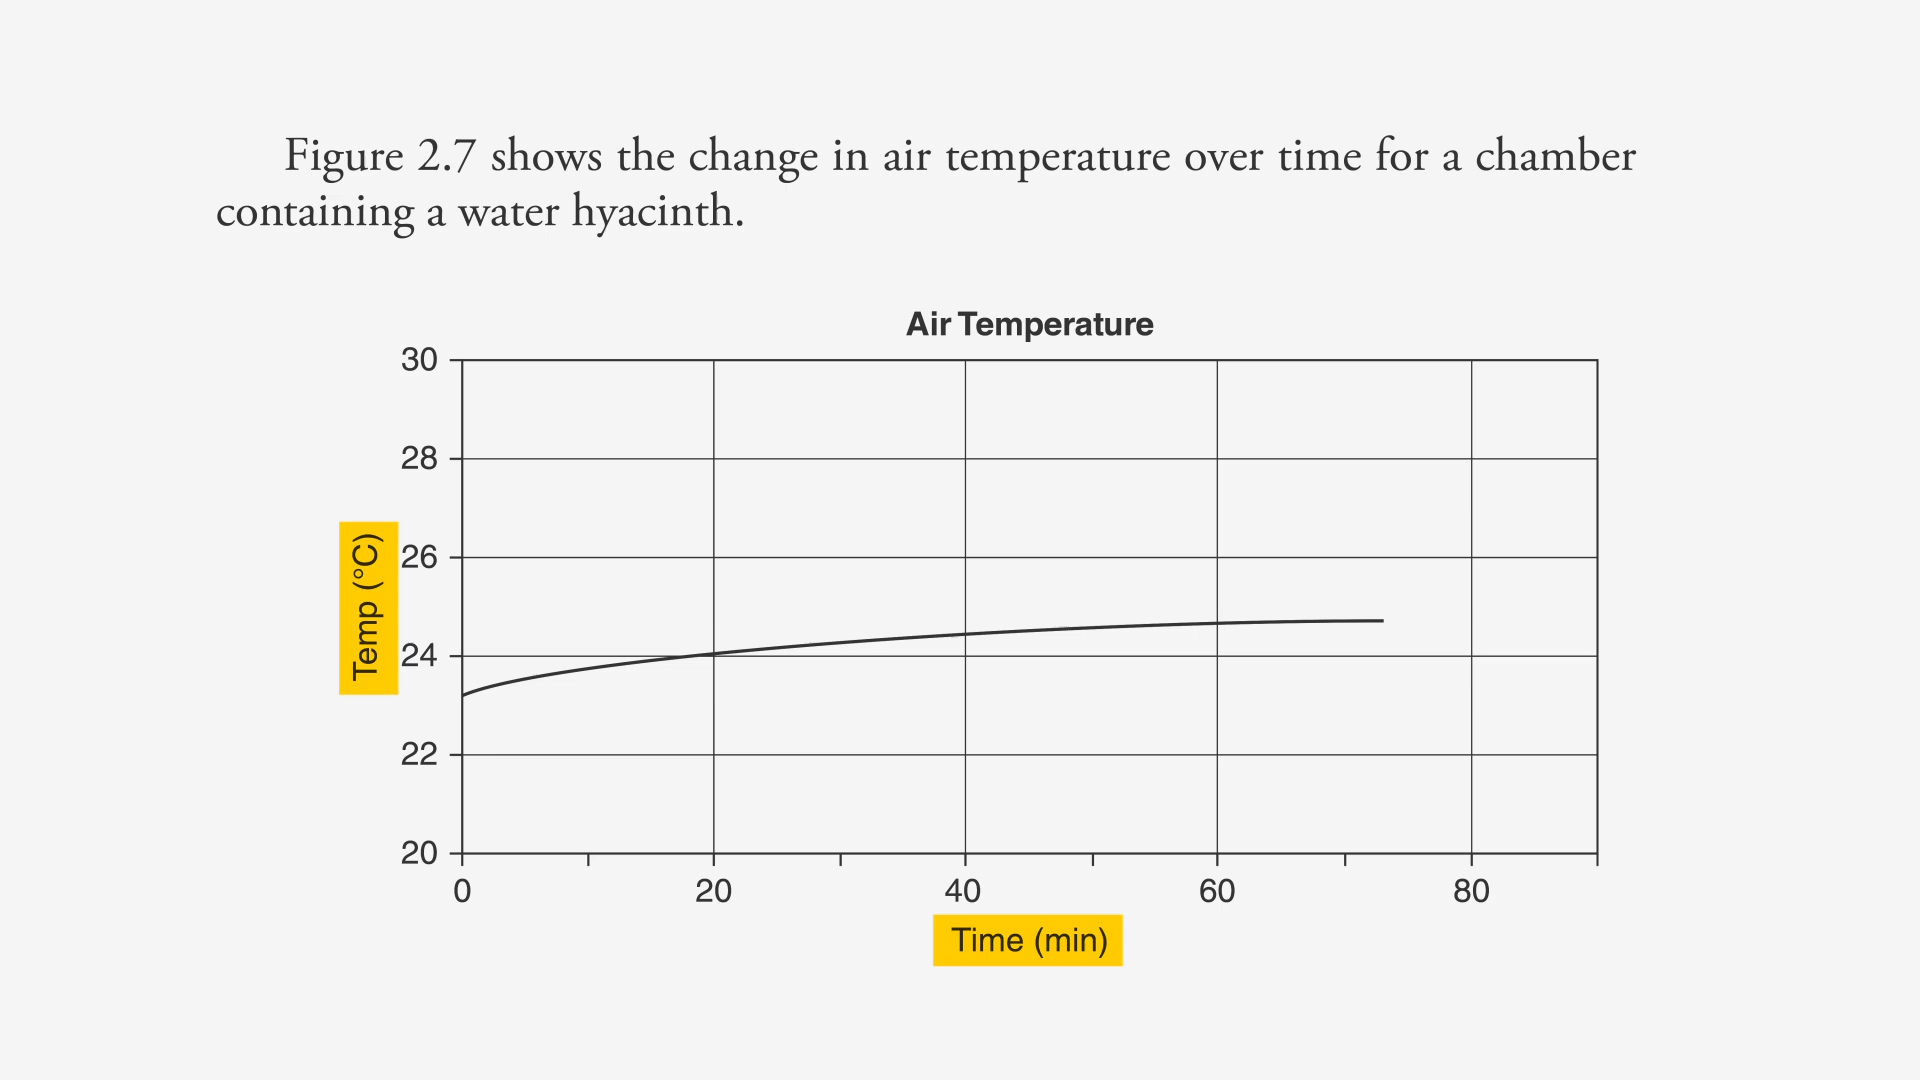 Figure 2.7 shows the change in air temperature over time for a chamber
containing a water hyacinth.
Air Temperature
30
28
26
24
22
20
Temp (°C)
0 20 40 60 80
Time (min)